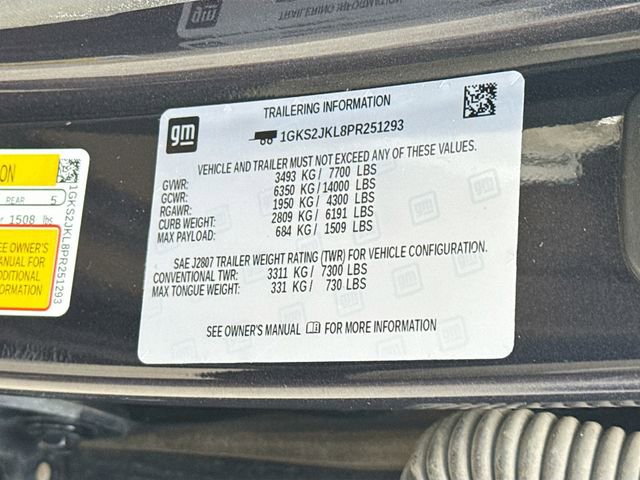 TRAILERING INFORMATION
gm
1GKS2JKL8PR251293
VEHICLE AND TRAILER MUST NOT EXCEED ANY OF THESE VALUES.
GVWR: 3493 KG / 7700 LBS
GCWR: 6350 KG / 14000 LBS
RGAWR: 1950 KG / 4300 LBS
CURB WEIGHT: 2809 KG / 6191 LBS
MAX PAYLOAD: 684 KG / 1509 LBS
SAE J2807 TRAILER WEIGHT RATING (TWR) FOR VEHICLE CONFIGURATION.
CONVENTIONAL TWR: 3311 KG / 7300 LBS
MAX TONGUE WEIGHT: 331 KG / 730 LBS
SEE OWNER'S MANUAL FOR MORE INFORMATION
REAR 5
1508 lbs
SEE OWNER'S
MANUAL FOR
1GKS2JKL8PR251293